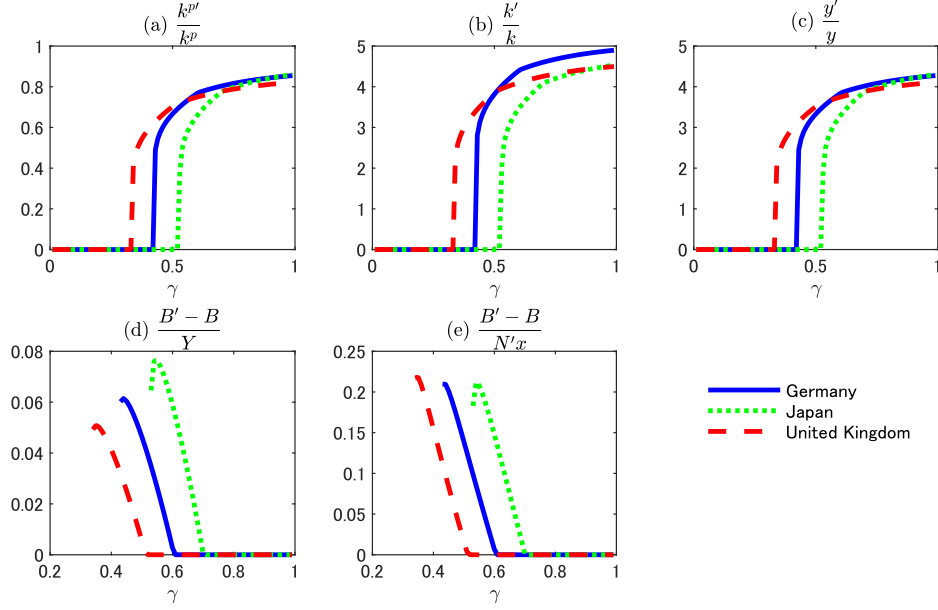 (a) k^{p'}/k^p
(b) k'/k
(c) y'/y
1
0.8
0.6
0.4
0.2
0
0 0.5 1
γ
5
4
3
2
1
0
0 0.5 1
γ
5
4
3
2
1
0
0 0.5 1
γ
(d) B' − B/Y
(e) B' − B/N'x
0.08
0.06
0.04
0.02
0
0.2 0.4 0.6 0.8 1
γ
0.25
0.2
0.15
0.1
0.05
0
0.2 0.4 0.6 0.8 1
γ
Germany
Japan
United Kingdom